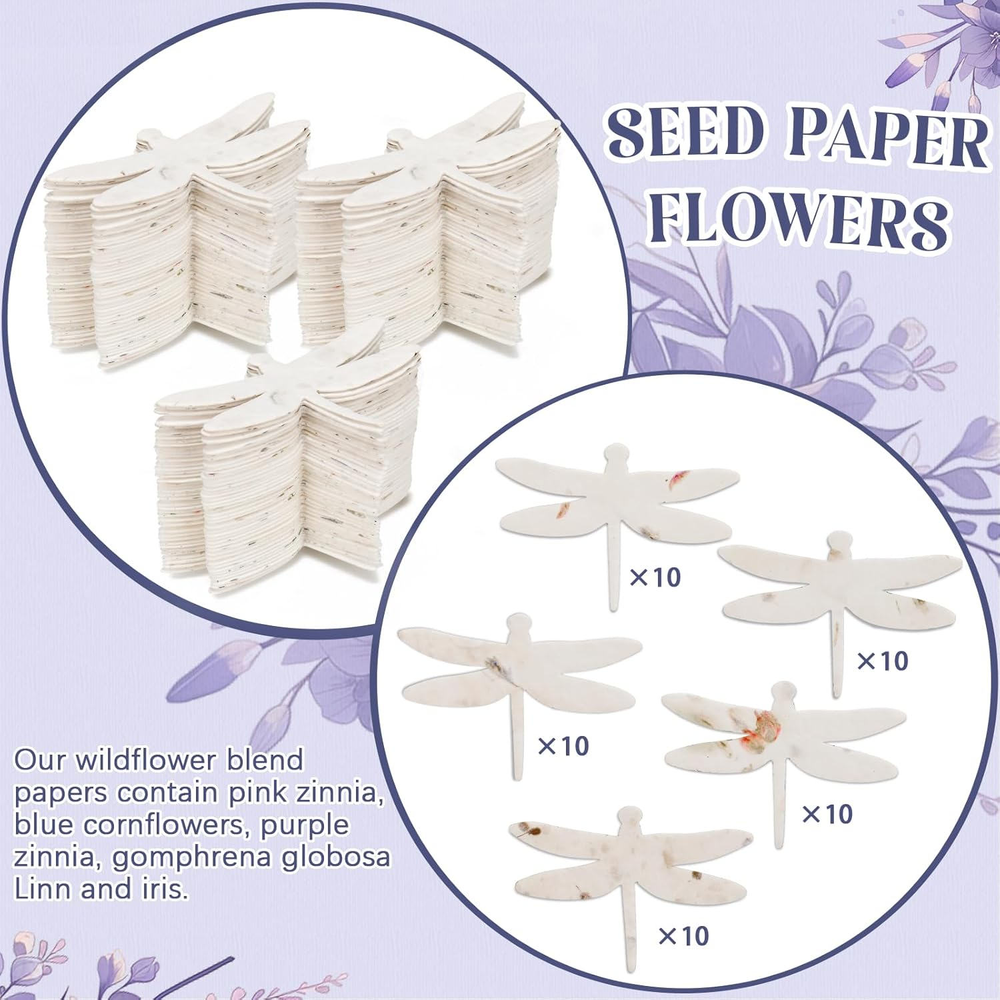 SEED PAPER
FLOWERS
×10
×10
×10
×10
×10
Our wildflower blend
papers contain pink zinnia,
blue cornflowers, purple
zinnia, gomphrena globosa
Linn and iris.